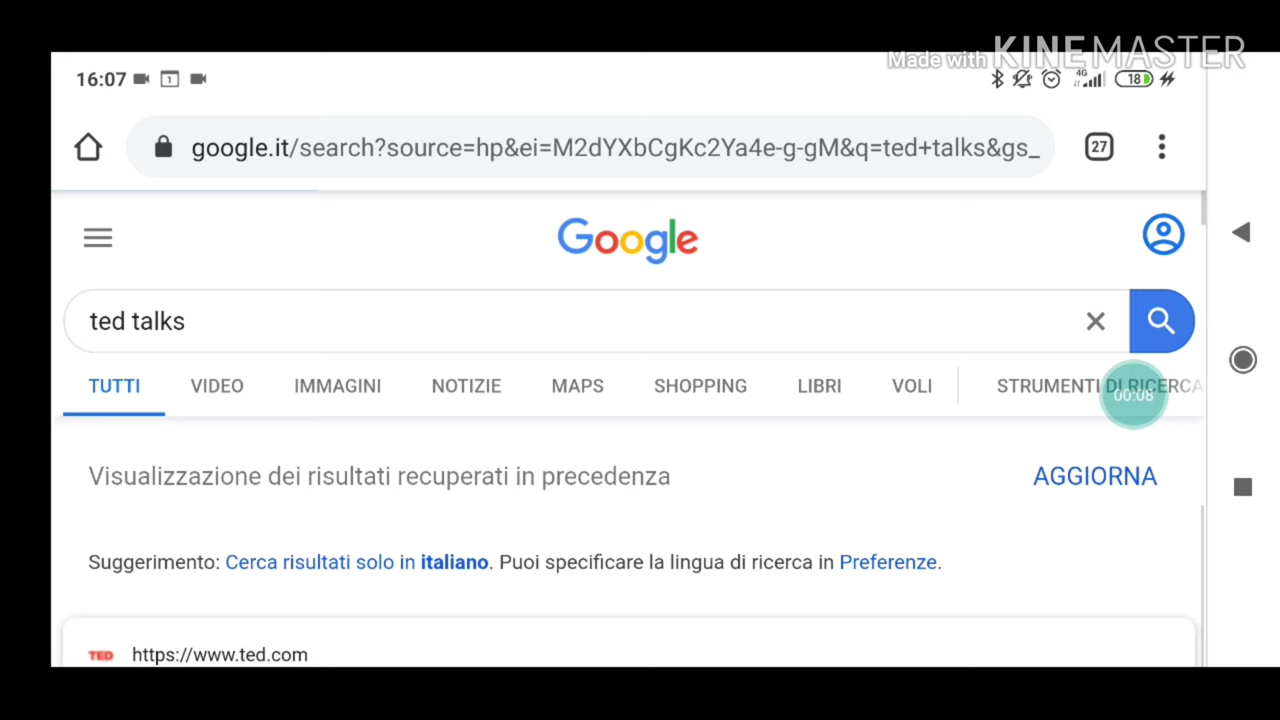 Made with KINEMASTER
16:07 1 4G 18
google.it/search?source=hp&ei=M2dYXbCgKc2Ya4e-g-gM&q=ted+talks&gs_ 27
Google
ted talks
TUTTI VIDEO IMMAGINI NOTIZIE MAPS SHOPPING LIBRI VOLI STRUMENTI DI RICERCA
00:08
Visualizzazione dei risultati recuperati in precedenza AGGIORNA
Suggerimento: Cerca risultati solo in italiano. Puoi specificare la lingua di ricerca in Preferenze.
TED https://www.ted.com